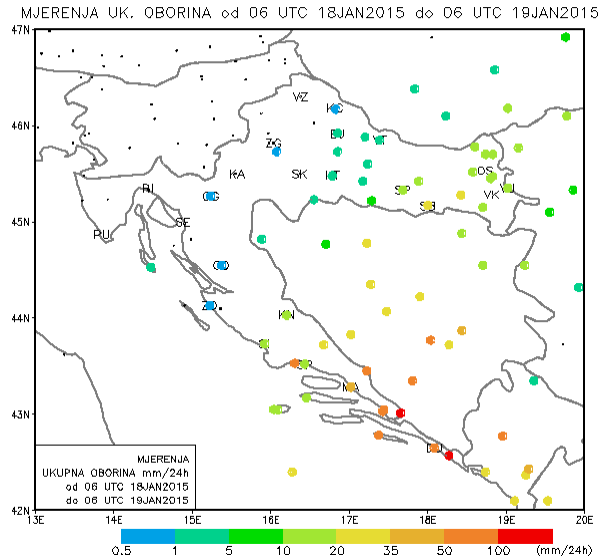 MJERENJA UK. OBORINA od 06 UTC 18JAN2015 do 06 UTC 19JAN2015
47N
VZ
KC
46N
BJ
VT
ZG
KA
SK
KT
OS
RI
OG
SP
VU
VK
SB
45N
SE
PU
GO
44N
ZD
KN
MA
43N
MJERENJA
UKUPNA OBORINA mm/24h
od 06 UTC 18JAN2015
do 06 UTC 19JAN2015
42N
13E 14E 15E 16E 17E 18E 19E 20E
0.5 1 5 10 20 35 50 100 (mm/24h)